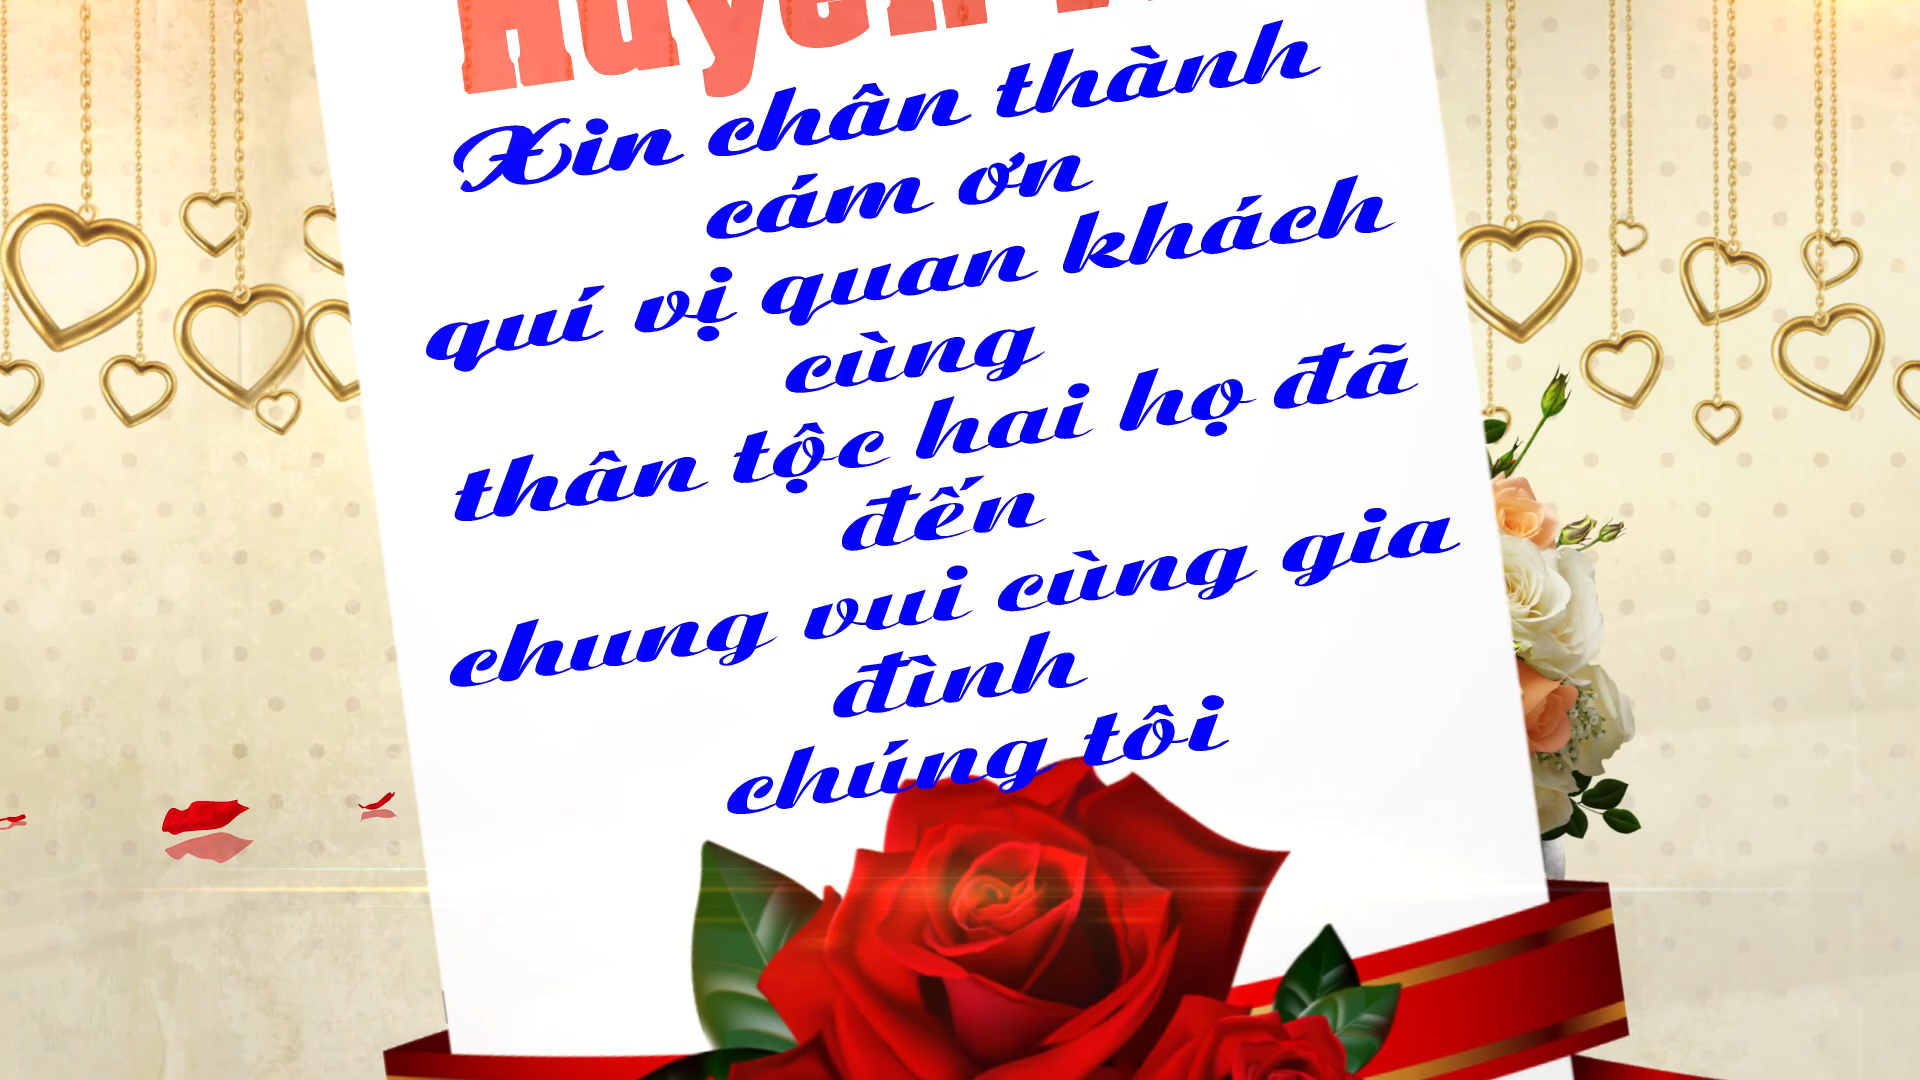 Huyền
Xin chân thành
cám ơn
quí vị quan khách
cùng
thân tộc hai họ đã
đến
chung vui cùng gia
đình
chúng tôi